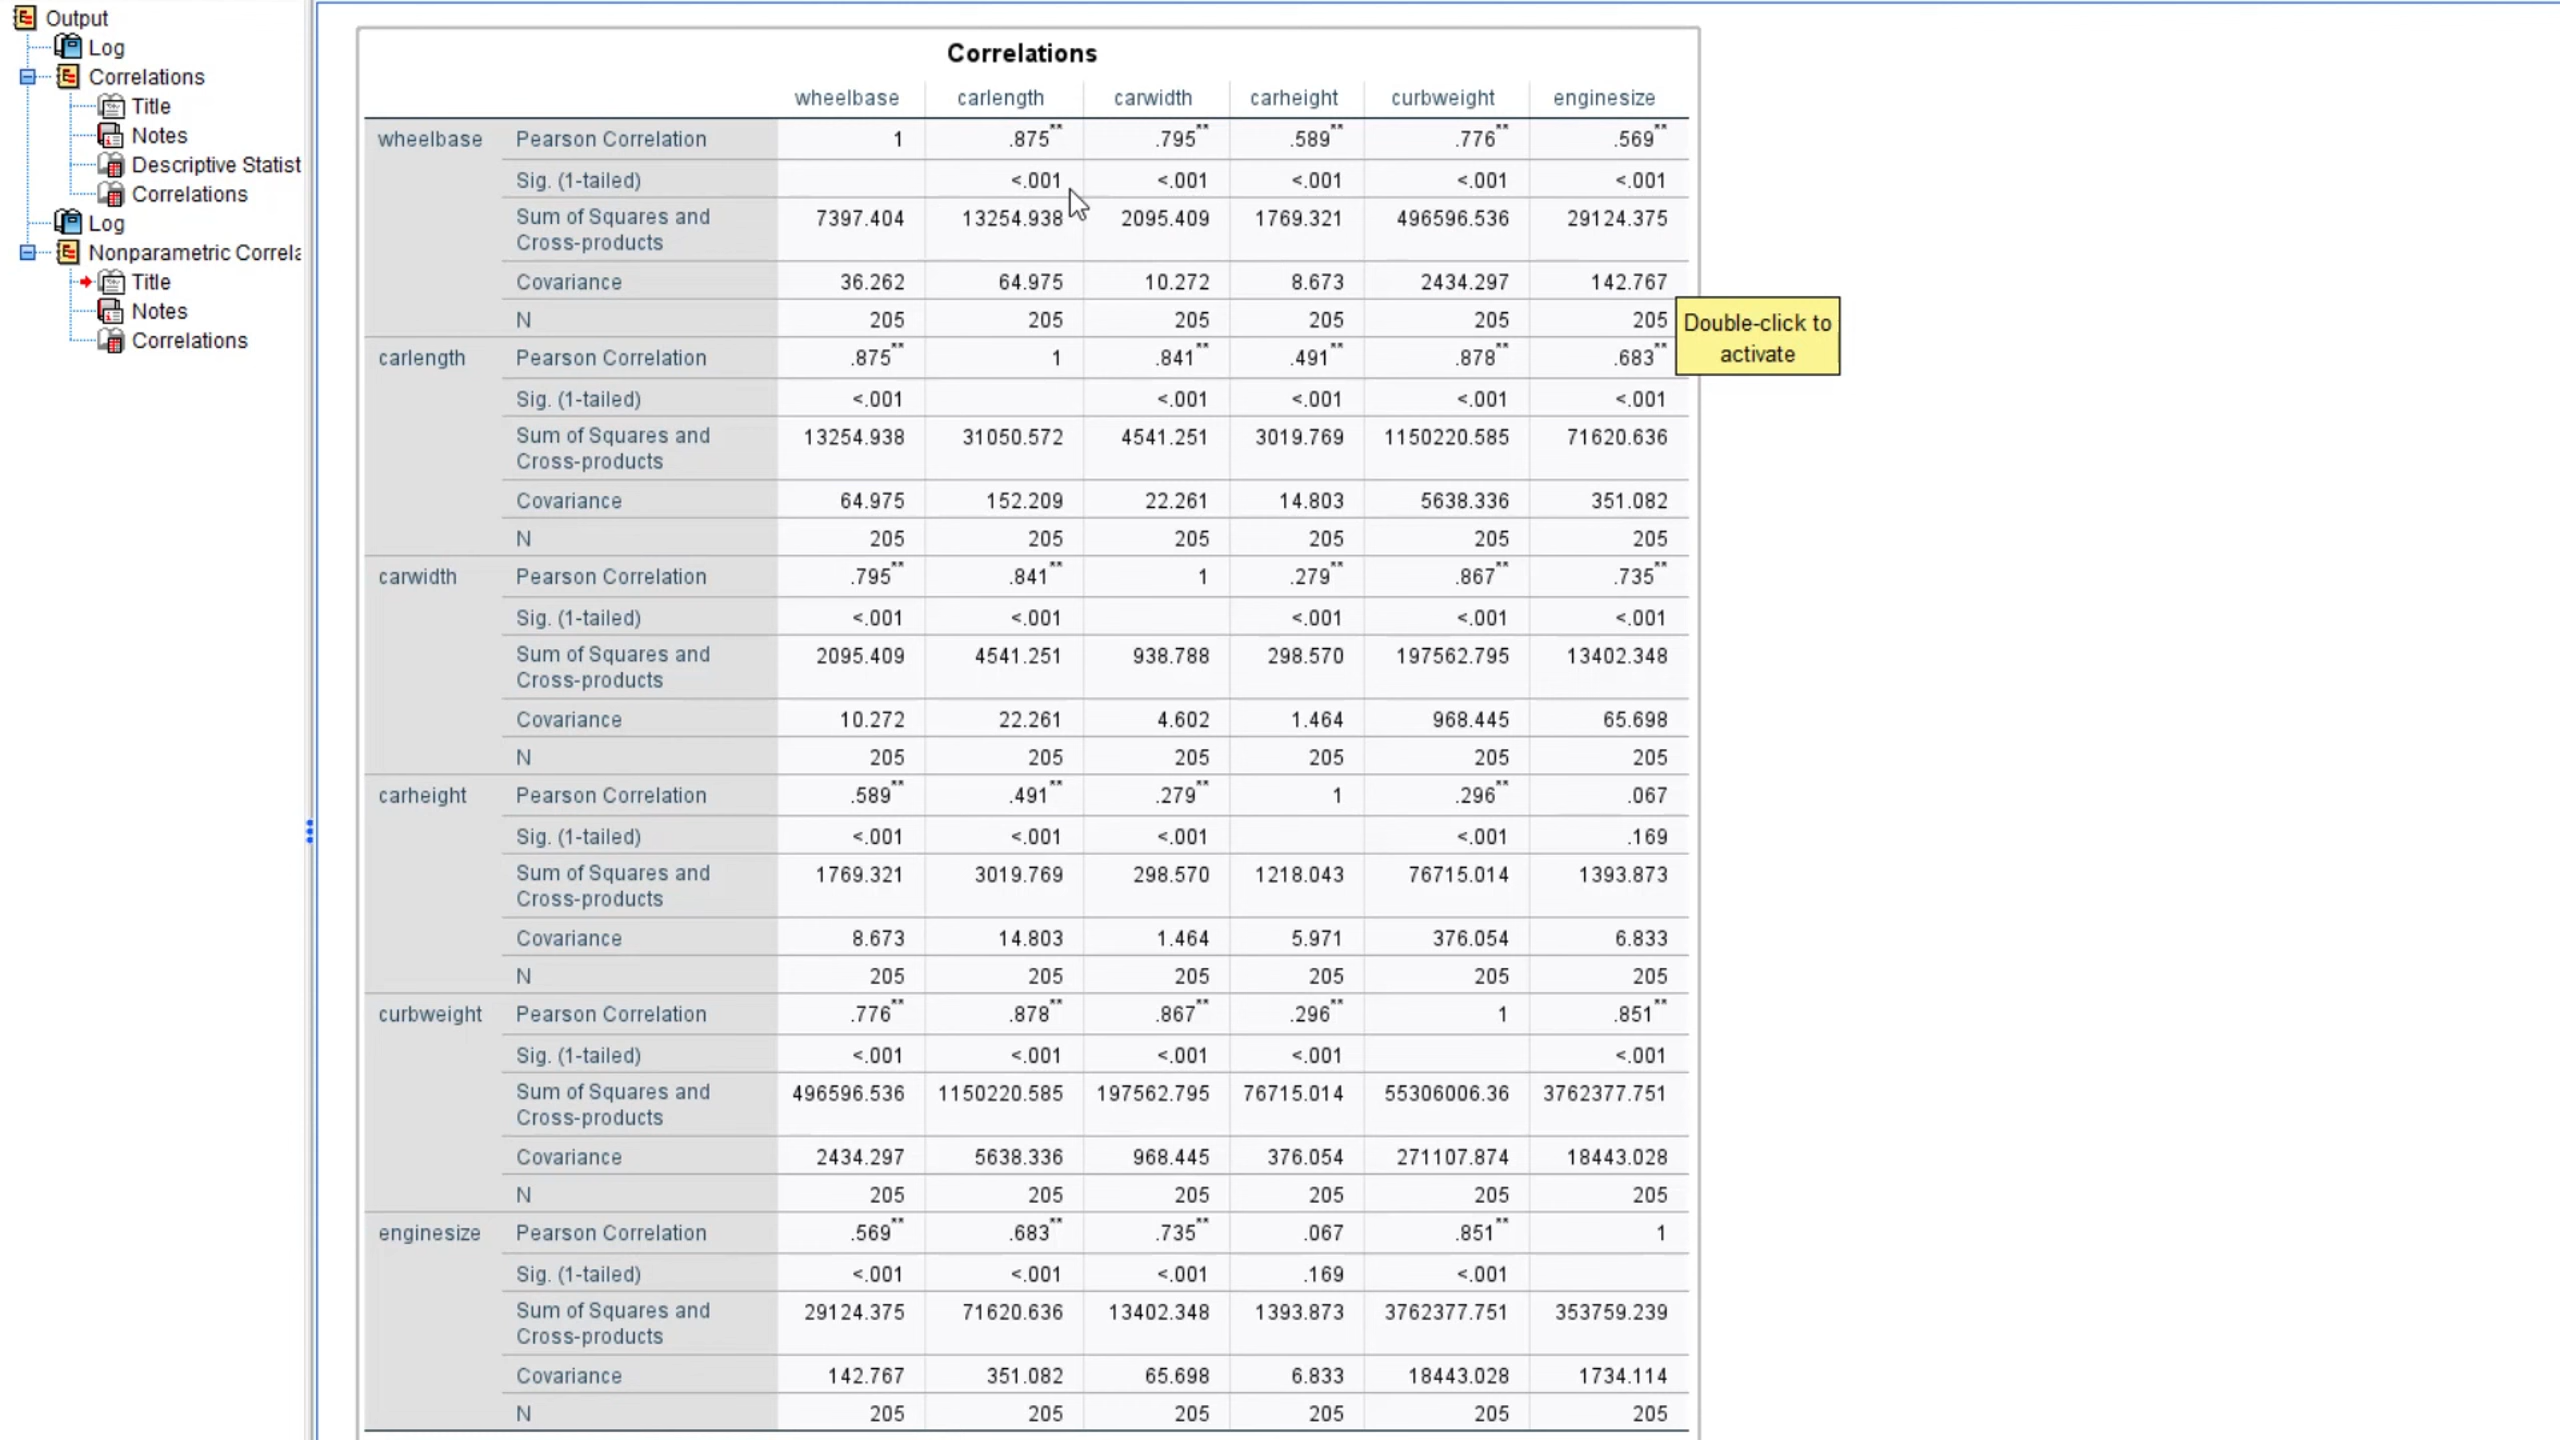 Output
Log
Correlations
Title
Notes
Descriptive Statist
Correlations
Log
Nonparametric Correla
Title
Notes
Correlations
Correlations
wheelbase carlength carwidth carheight curbweight enginesize
wheelbase Pearson Correlation 1 .875** .795** .589** .776** .569**
Sig. (1-tailed) <.001 <.001 <.001 <.001 <.001
Sum of Squares and Cross-products 7397.404 13254.938 2095.409 1769.321 496596.536 29124.375
Covariance 36.262 64.975 10.272 8.673 2434.297 142.767
N 205 205 205 205 205 205
Double-click to
activate
carlength Pearson Correlation .875** 1 .841** .491** .878** .683**
Sig. (1-tailed) <.001 <.001 <.001 <.001 <.001
Sum of Squares and Cross-products 13254.938 31050.572 4541.251 3019.769 1150220.585 71620.636
Covariance 64.975 152.209 22.261 14.803 5638.336 351.082
N 205 205 205 205 205 205
carwidth Pearson Correlation .795** .841** 1 .279** .867** .735**
Sig. (1-tailed) <.001 <.001 <.001 <.001 <.001
Sum of Squares and Cross-products 2095.409 4541.251 938.788 298.570 197562.795 13402.348
Covariance 10.272 22.261 4.602 1.464 968.445 65.698
N 205 205 205 205 205 205
carheight Pearson Correlation .589** .491** .279** 1 .296** .067
Sig. (1-tailed) <.001 <.001 <.001 <.001 .169
Sum of Squares and Cross-products 1769.321 3019.769 298.570 1218.043 76715.014 1393.873
Covariance 8.673 14.803 1.464 5.971 376.054 6.833
N 205 205 205 205 205 205
curbweight Pearson Correlation .776** .878** .867** .296** 1 .851**
Sig. (1-tailed) <.001 <.001 <.001 <.001 <.001
Sum of Squares and Cross-products 496596.536 1150220.585 197562.795 76715.014 55306006.36 3762377.751
Covariance 2434.297 5638.336 968.445 376.054 271107.874 18443.028
N 205 205 205 205 205 205
enginesize Pearson Correlation .569** .683** .735** .067 .851** 1
Sig. (1-tailed) <.001 <.001 <.001 .169 <.001
Sum of Squares and Cross-products 29124.375 71620.636 13402.348 1393.873 3762377.751 353759.239
Covariance 142.767 351.082 65.698 6.833 18443.028 1734.114
N 205 205 205 205 205 205